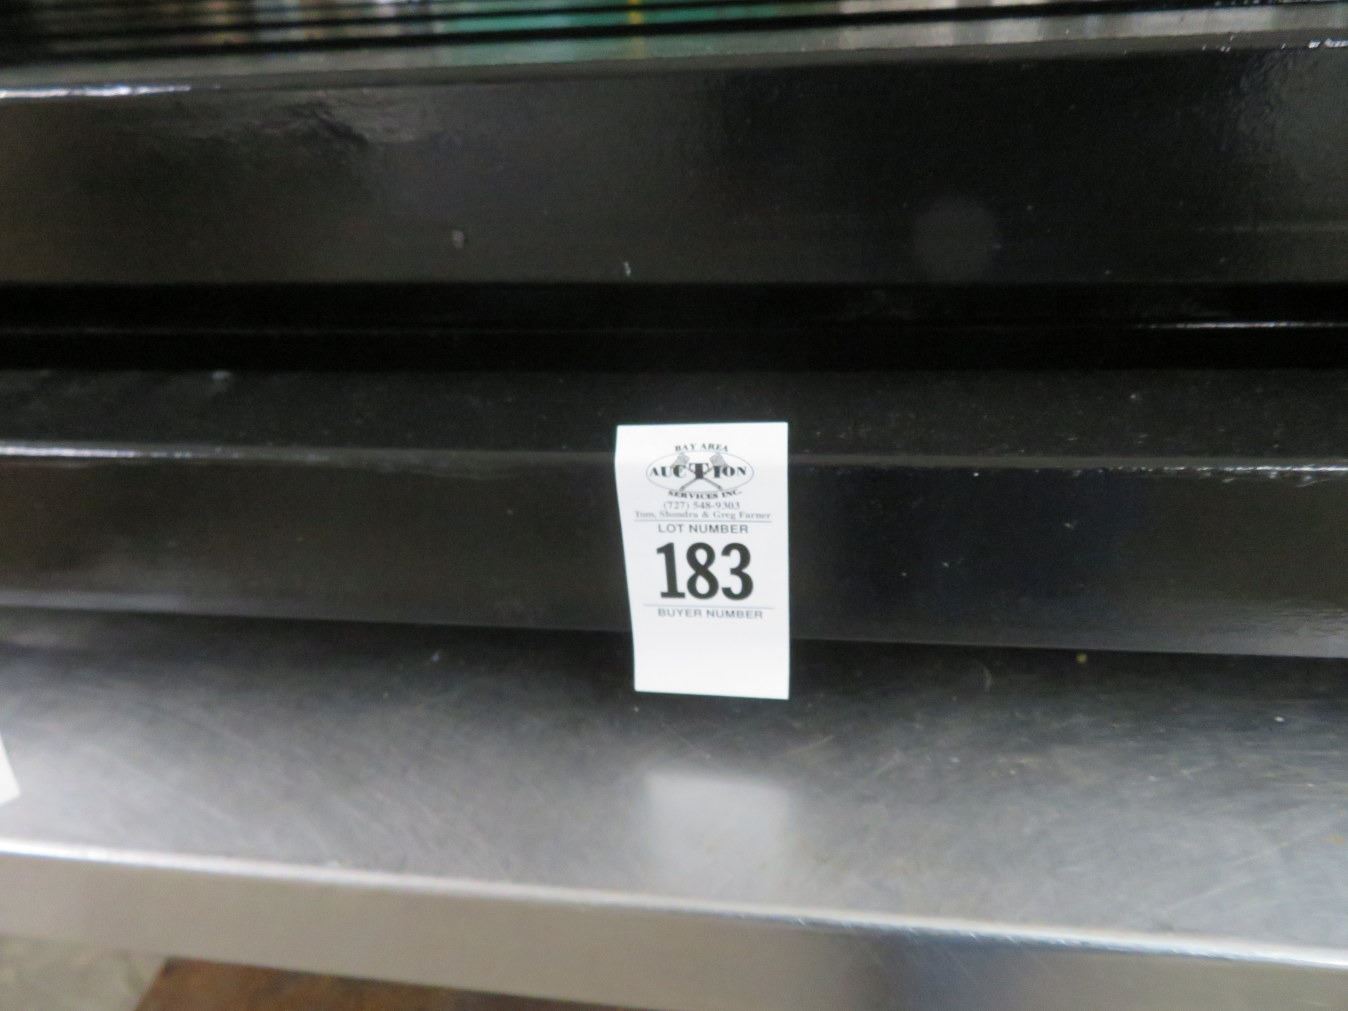 BAY AREA
AUCTION
SERVICES INC.
(727) 548-9303
Tom, Shondra & Greg Farner
LOT NUMBER
183
BUYER NUMBER